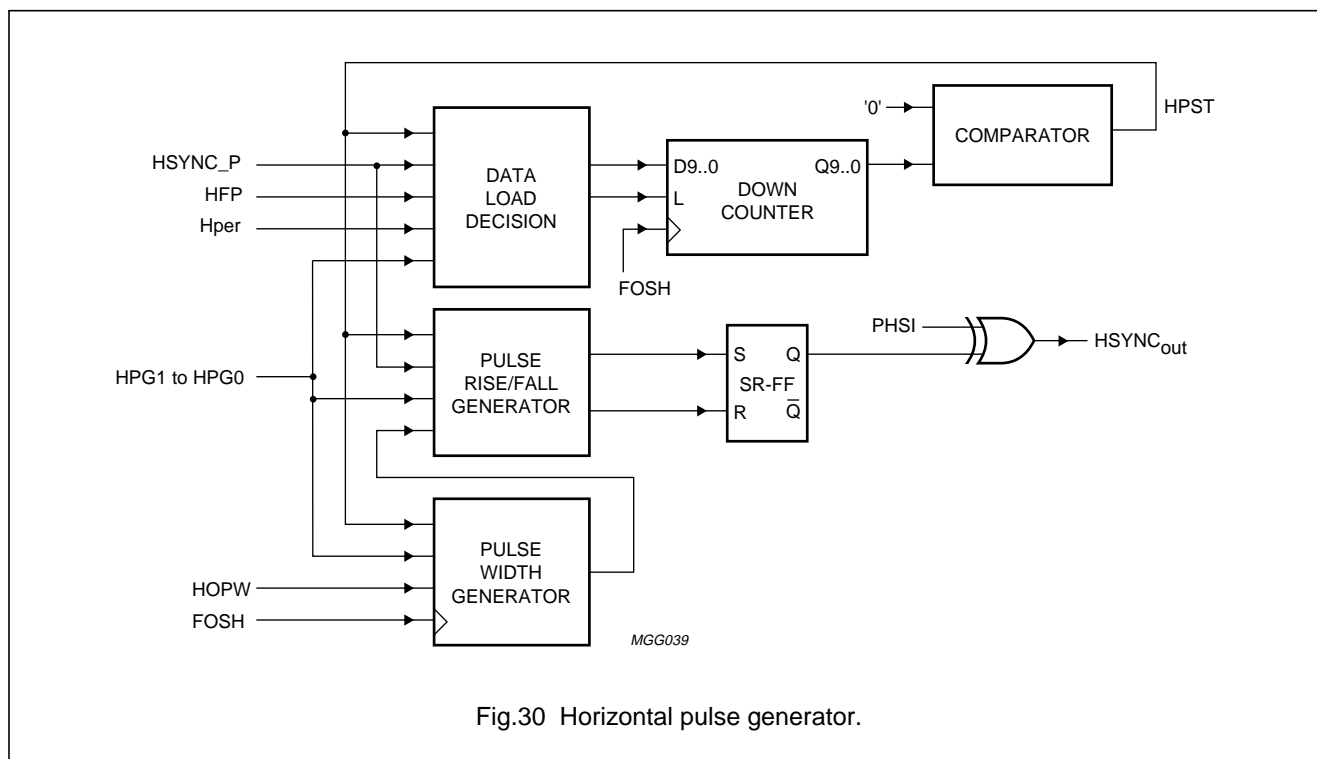 '0'
COMPARATOR
HPST
HSYNC_P
HFP
Hper
DATA
LOAD
DECISION
D9..0
Q9..0
L
DOWN
COUNTER
FOSH
HPG1 to HPG0
PULSE
RISE/FALL
GENERATOR
S
Q
SR-FF
R
Q̅
PHSI
HSYNCout
HOPW
FOSH
PULSE
WIDTH
GENERATOR
MGG039
Fig.30 Horizontal pulse generator.